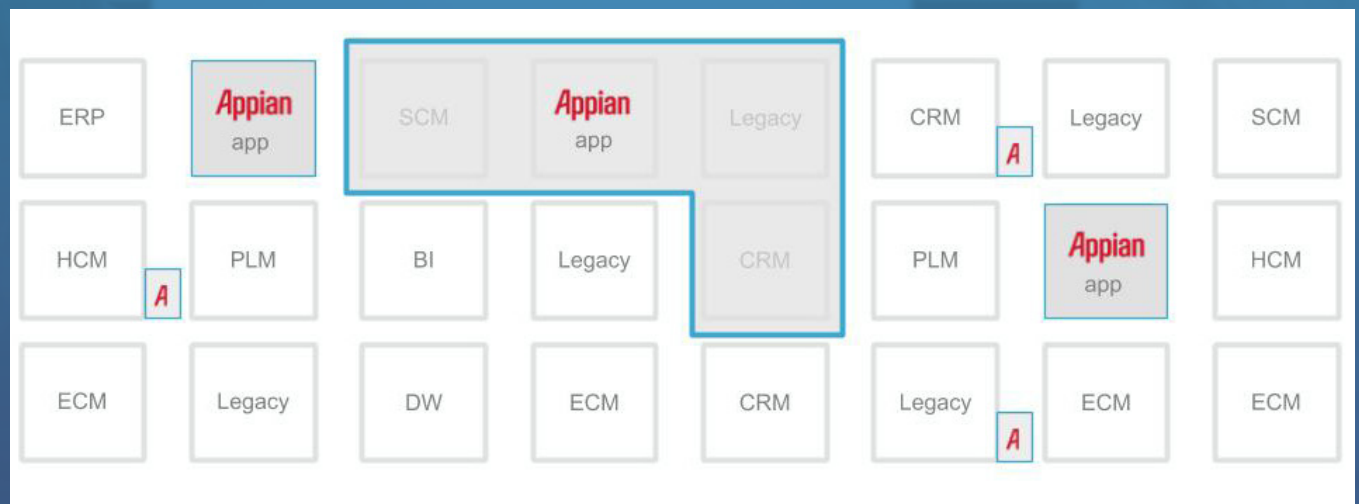 ERP
Appian
app
SCM
Appian
app
Legacy
CRM
A
Legacy
SCM
HCM
A
PLM
BI
Legacy
CRM
PLM
Appian
app
HCM
ECM
Legacy
DW
ECM
CRM
Legacy
A
ECM
ECM